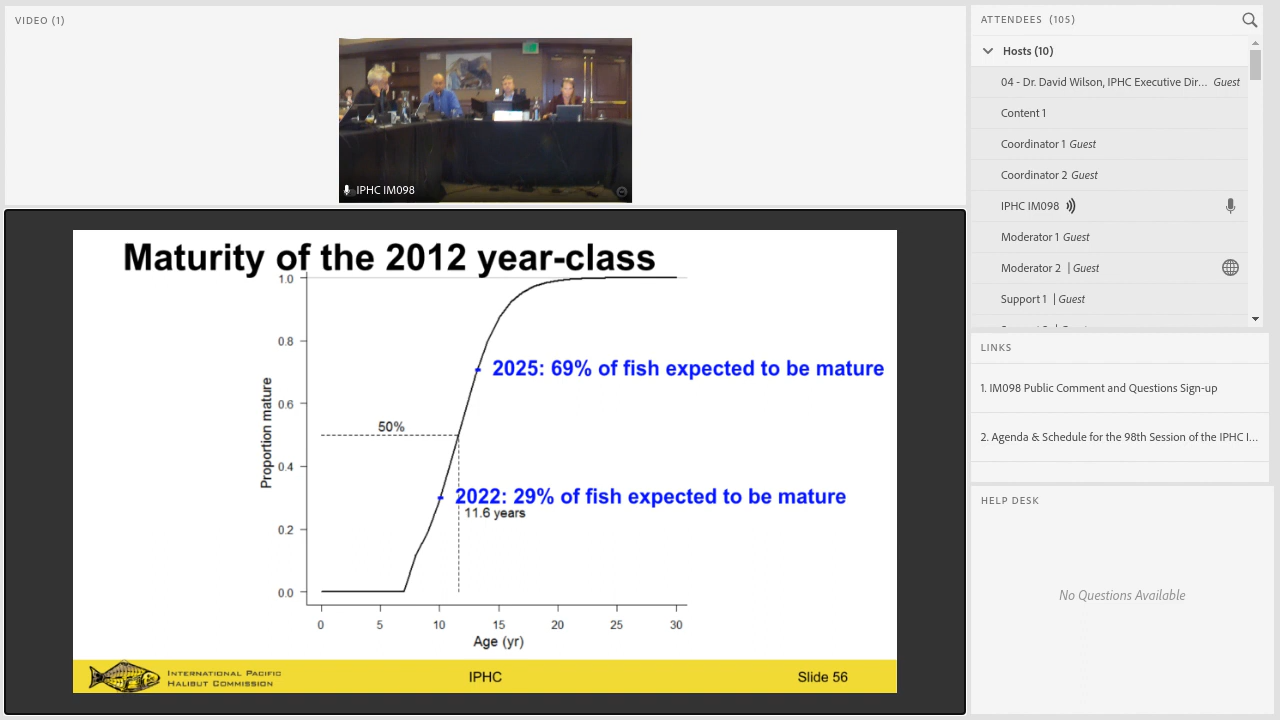 VIDEO (1)
IPHC IM098
Maturity of the 2012 year-class
1.0
0.8
0.6
0.4
0.2
0.0
Proportion mature
50%
2025: 69% of fish expected to be mature
2022: 29% of fish expected to be mature
11.6 years
0 5 10 15 20 25 30
Age (yr)
INTERNATIONAL PACIFIC
HALIBUT COMMISSION
IPHC
Slide 56
ATTENDEES (105)
Hosts (10)
04 - Dr. David Wilson, IPHC Executive Dir... Guest
Content 1
Coordinator 1 Guest
Coordinator 2 Guest
IPHC IM098
Moderator 1 Guest
Moderator 2 | Guest
Support 1 | Guest
LINKS
1. IM098 Public Comment and Questions Sign-up
2. Agenda & Schedule for the 98th Session of the IPHC I...
HELP DESK
No Questions Available